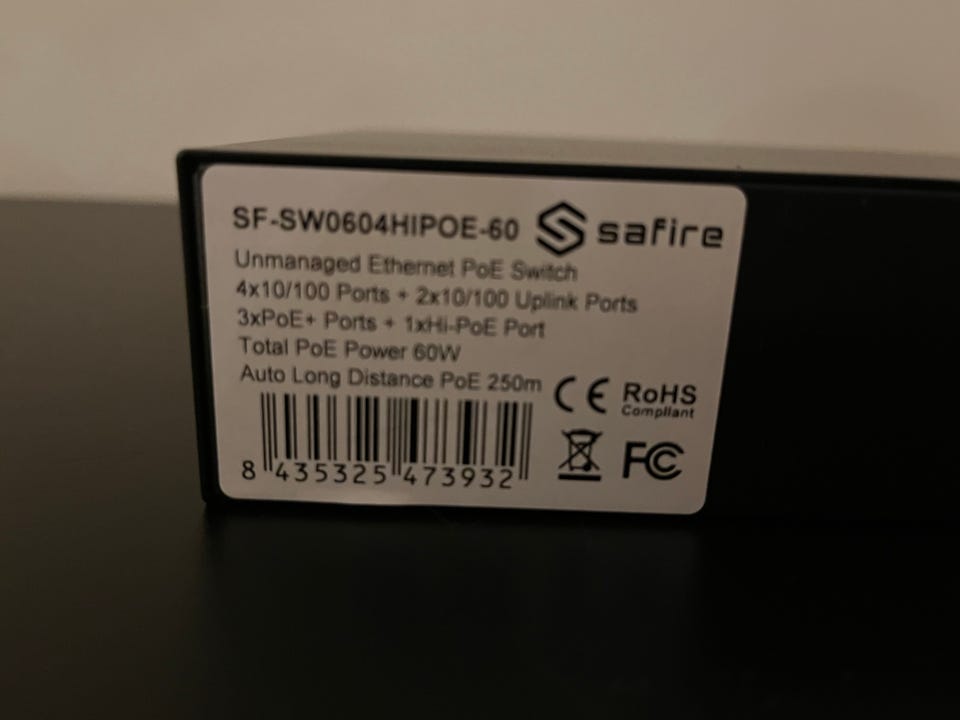 SF-SW0604HIPOE-60 safire
Unmanaged Ethernet PoE Switch
4x10/100 Ports + 2x10/100 Uplink Ports
3xPoE+ Ports + 1xHi-PoE Port
Total PoE Power 60W
Auto Long Distance PoE 250m
CE RoHS
Compliant
FC
8 435325 473932